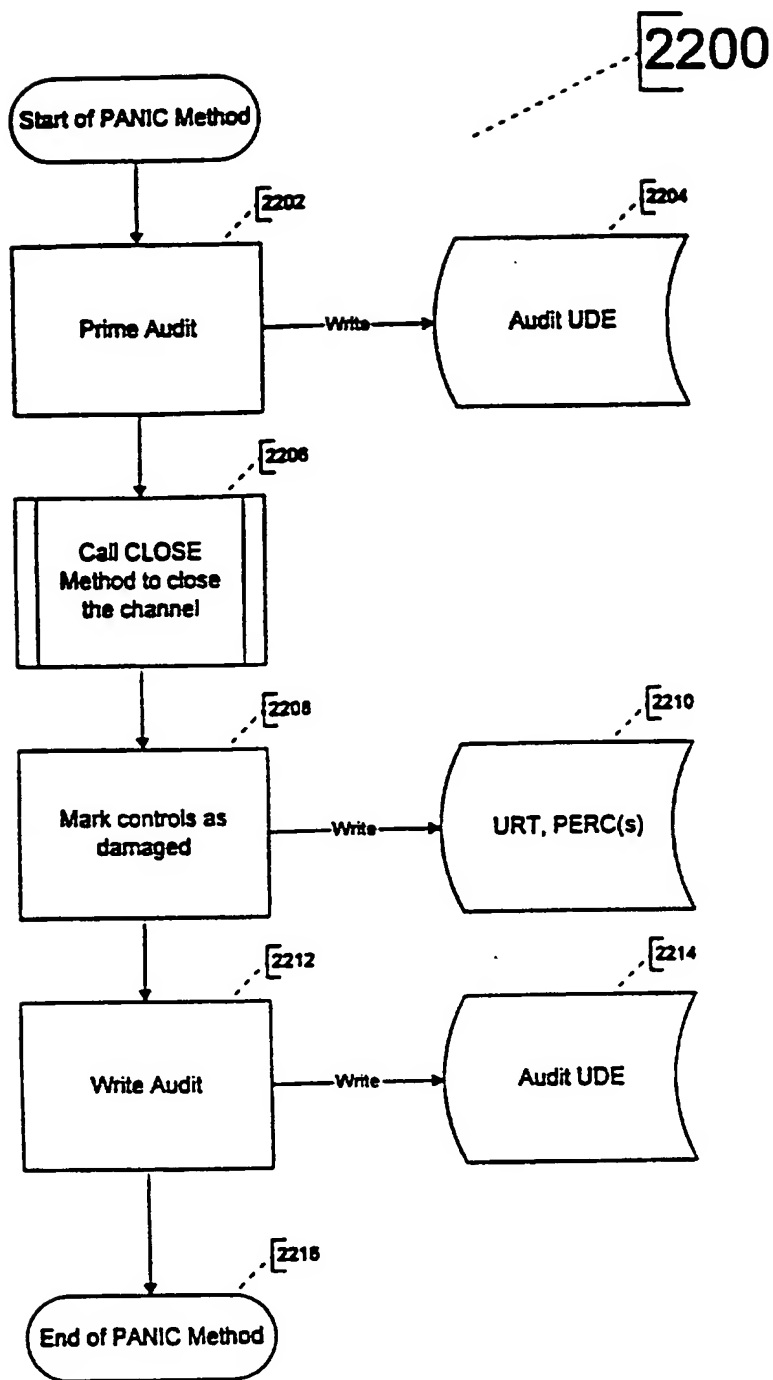 2200
Start of PANIC Method
2202
2204
Prime Audit
Write
Audit UDE
2206
Call CLOSE
Method to close
the channel
2208
2210
Mark controls as
damaged
Write
URT, PERC(s)
2212
2214
Write Audit
Write
Audit UDE
2216
End of PANIC Method